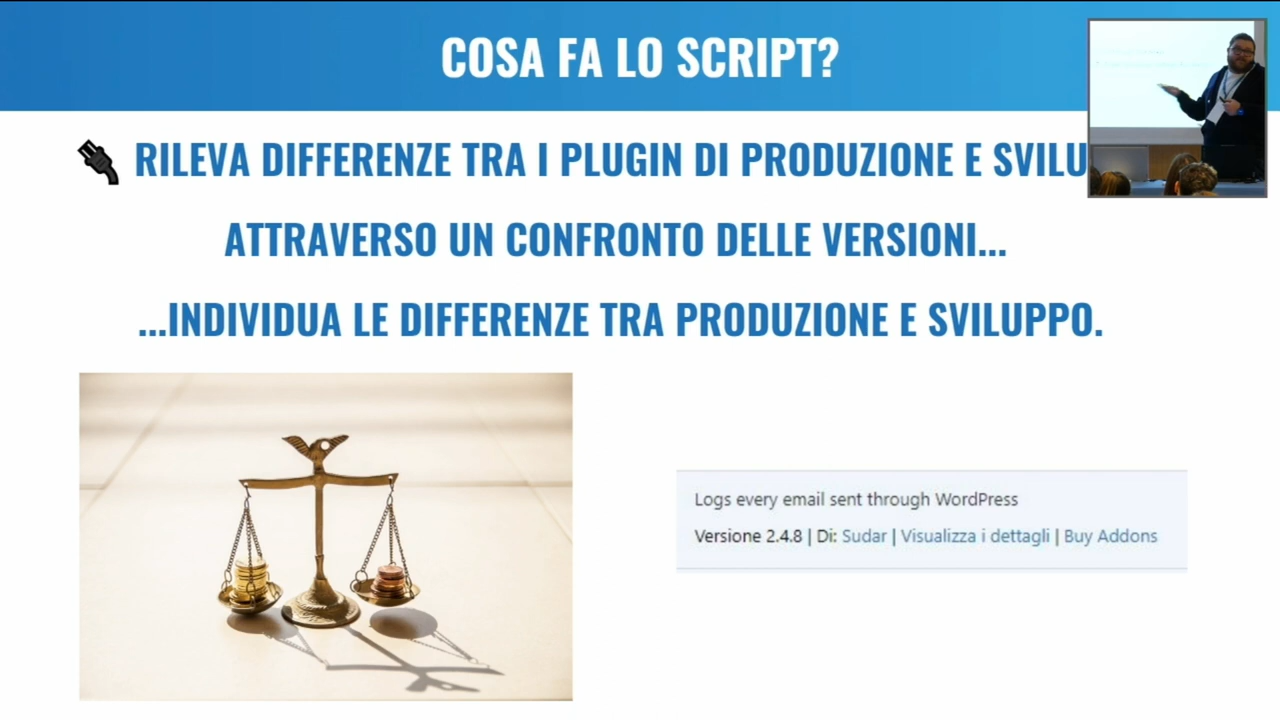 COSA FA LO SCRIPT?
RILEVA DIFFERENZE TRA I PLUGIN DI PRODUZIONE E SVILU
ATTRAVERSO UN CONFRONTO DELLE VERSIONI...
...INDIVIDUA LE DIFFERENZE TRA PRODUZIONE E SVILUPPO.
Logs every email sent through WordPress
Versione 2.4.8 | Di: Sudar | Visualizza i dettagli | Buy Addons